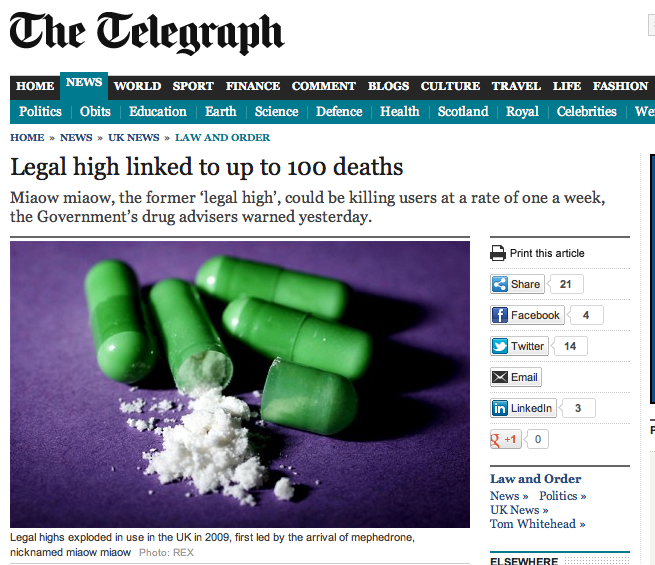 The Telegraph
HOME NEWS WORLD SPORT FINANCE COMMENT BLOGS CULTURE TRAVEL LIFE FASHION
Politics Obits Education Earth Science Defence Health Scotland Royal Celebrities
HOME » NEWS » UK NEWS » LAW AND ORDER
Legal high linked to up to 100 deaths
Miaow miaow, the former ‘legal high’, could be killing users at a rate of one a week,
the Government’s drug advisers warned yesterday.
Print this article
Share 21
Facebook 4
Twitter 14
Email
LinkedIn 3
g +1 0
Law and Order
News » Politics »
UK News »
Tom Whitehead »
ELSEWHERE
Legal highs exploded in use in the UK in 2009, first led by the arrival of mephedrone,
nicknamed miaow miaow Photo: REX